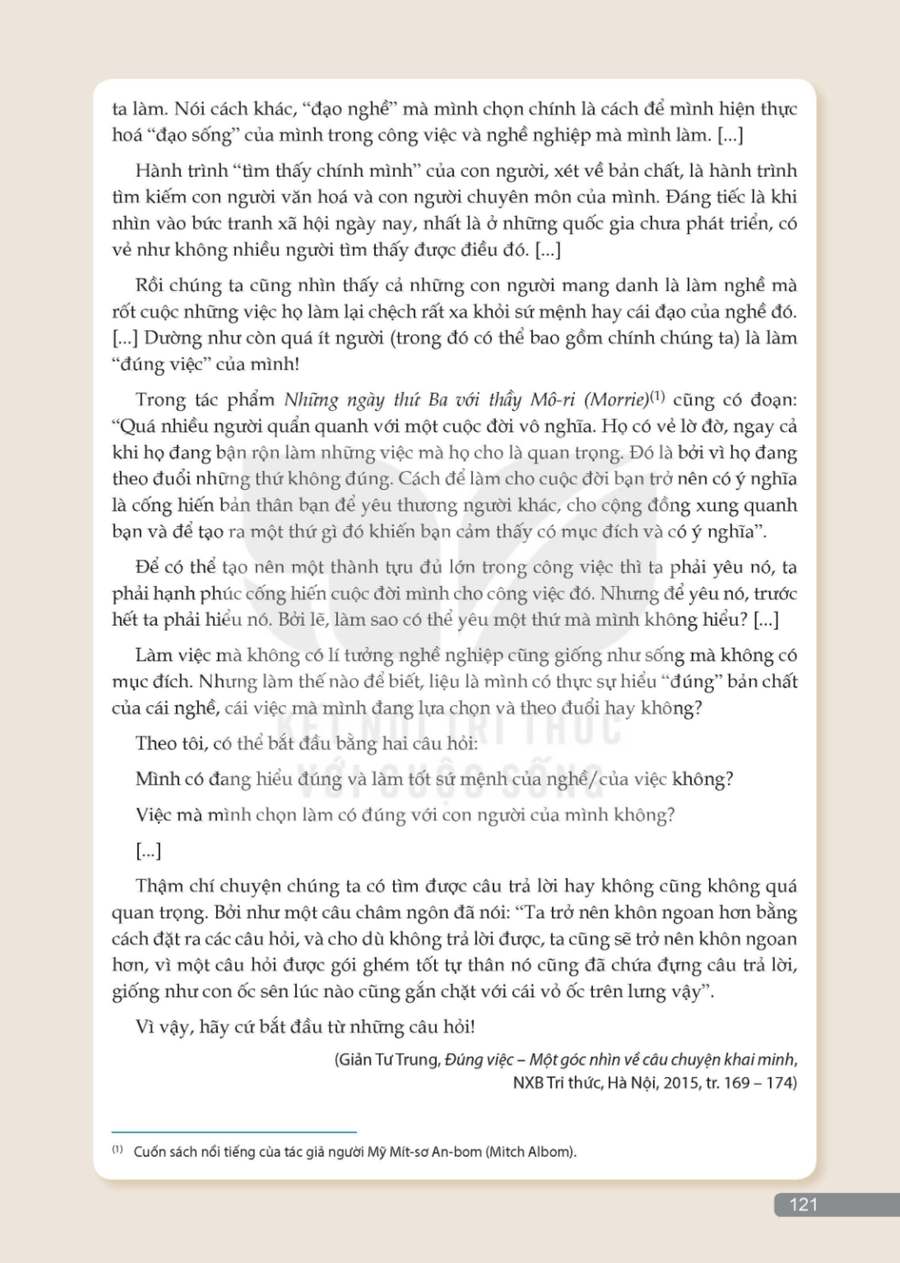 ta làm. Nói cách khác, “đạo nghề” mà mình chọn chính là cách để mình hiện thực
hoá “đạo sống” của mình trong công việc và nghề nghiệp mà mình làm. [...]
Hành trình “tìm thấy chính mình” của con người, xét về bản chất, là hành trình
tìm kiếm con người văn hoá và con người chuyên môn của mình. Đáng tiếc là khi
nhìn vào bức tranh xã hội ngày nay, nhất là ở những quốc gia chưa phát triển, có
vẻ như không nhiều người tìm thấy được điều đó. [...]
Rồi chúng ta cũng nhìn thấy cả những con người mang danh là làm nghề mà
rốt cuộc những việc họ làm lại chệch rất xa khỏi sứ mệnh hay cái đạo của nghề đó.
[...] Dường như còn quá ít người (trong đó có thể bao gồm chính chúng ta) là làm
“đúng việc” của mình!
Trong tác phẩm Những ngày thứ Ba với thầy Mô-ri (Morrie)(1) cũng có đoạn:
“Quá nhiều người quẩn quanh với một cuộc đời vô nghĩa. Họ có vẻ lờ đờ, ngay cả
khi họ đang bận rộn làm những việc mà họ cho là quan trọng. Đó là bởi vì họ đang
theo đuổi những thứ không đúng. Cách để làm cho cuộc đời bạn trở nên có ý nghĩa
là cống hiến bản thân bạn để yêu thương người khác, cho cộng đồng xung quanh
bạn và để tạo ra một thứ gì đó khiến bạn cảm thấy có mục đích và có ý nghĩa”.
Để có thể tạo nên một thành tựu đủ lớn trong công việc thì ta phải yêu nó, ta
phải hạnh phúc cống hiến cuộc đời mình cho công việc đó. Nhưng để yêu nó, trước
hết ta phải hiểu nó. Bởi lẽ, làm sao có thể yêu một thứ mà mình không hiểu? [...]
Làm việc mà không có lí tưởng nghề nghiệp cũng giống như sống mà không có
mục đích. Nhưng làm thế nào để biết, liệu là mình có thực sự hiểu “đúng” bản chất
của cái nghề, cái việc mà mình đang lựa chọn và theo đuổi hay không?
KẾT NỐI TRI THỨC
Theo tôi, có thể bắt đầu bằng hai câu hỏi:
VỚI CUỘC SỐNG
Mình có đang hiểu đúng và làm tốt sứ mệnh của nghề/của việc không?
Việc mà mình chọn làm có đúng với con người của mình không?
[...]
Thậm chí chuyện chúng ta có tìm được câu trả lời hay không cũng không quá
quan trọng. Bởi như một câu châm ngôn đã nói: “Ta trở nên khôn ngoan hơn bằng
cách đặt ra các câu hỏi, và cho dù không trả lời được, ta cũng sẽ trở nên khôn ngoan
hơn, vì một câu hỏi được gói ghém tốt tự thân nó cũng đã chứa đựng câu trả lời,
giống như con ốc sên lúc nào cũng gắn chặt với cái vỏ ốc trên lưng vậy”.
Vì vậy, hãy cứ bắt đầu từ những câu hỏi!
(Giản Tư Trung, Đúng việc – Một góc nhìn về câu chuyện khai minh,
NXB Tri thức, Hà Nội, 2015, tr. 169 – 174)
(1) Cuốn sách nổi tiếng của tác giả người Mỹ Mít-sơ An-bom (Mitch Albom).
121